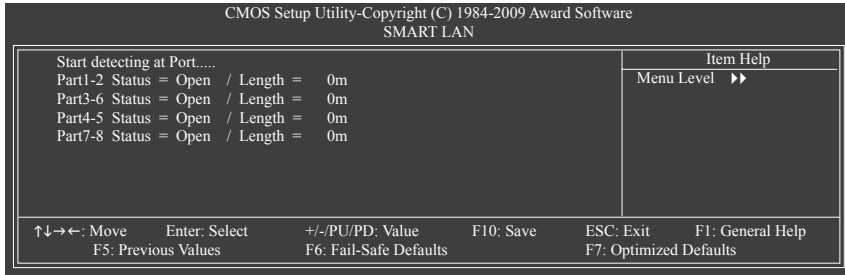 CMOS Setup Utility-Copyright (C) 1984-2009 Award Software
SMART LAN
Start detecting at Port.....
Part1-2 Status = Open / Length = 0m
Part3-6 Status = Open / Length = 0m
Part4-5 Status = Open / Length = 0m
Part7-8 Status = Open / Length = 0m
Item Help
Menu Level ►►
↑↓→←: Move Enter: Select +/-/PU/PD: Value F10: Save ESC: Exit F1: General Help
F5: Previous Values F6: Fail-Safe Defaults F7: Optimized Defaults